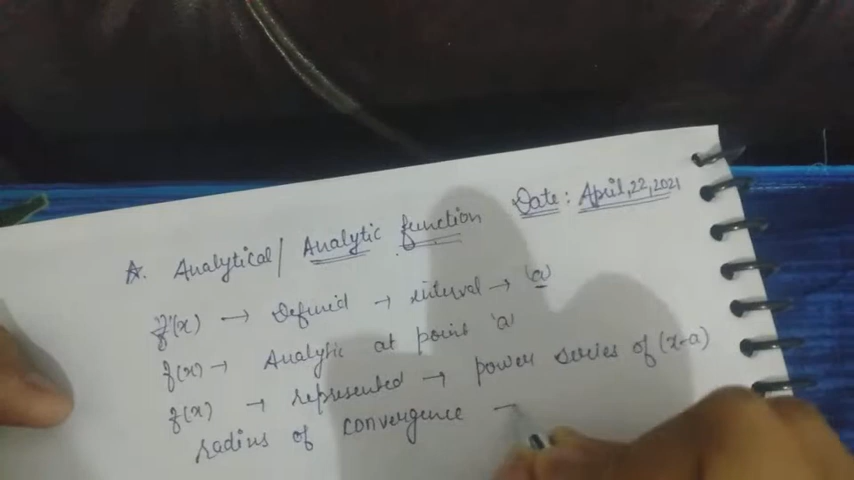 Date: April, 22, 2021
A. Analytical / Analytic function
"f"(x) → Defined → interval → 'a'
f(x) → Analytic at point 'a'
f(x) → represented → power series of (x-a)
radius of convergence →